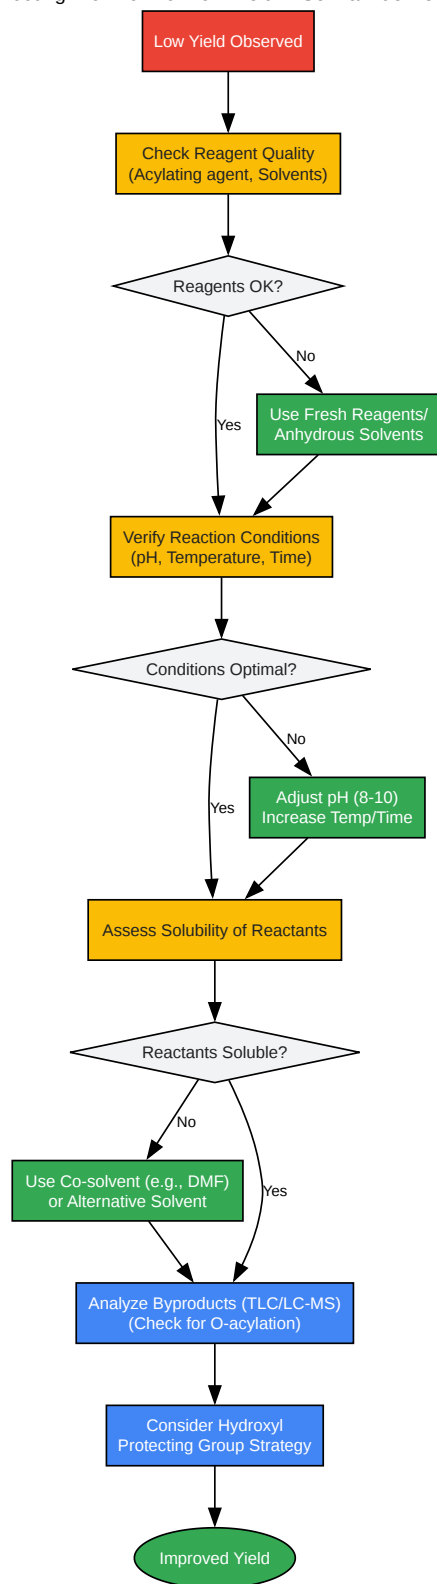 Low Yield Observed
Check Reagent Quality
(Acylating agent, Solvents)
Reagents OK?
No
Yes
Use Fresh Reagents/
Anhydrous Solvents
Verify Reaction Conditions
(pH, Temperature, Time)
Conditions Optimal?
No
Yes
Adjust pH (8-10)
Increase Temp/Time
Assess Solubility of Reactants
Reactants Soluble?
No
Yes
Use Co-solvent (e.g., DMF)
or Alternative Solvent
Analyze Byproducts (TLC/LC-MS)
(Check for O-acylation)
Consider Hydroxyl
Protecting Group Strategy
Improved Yield